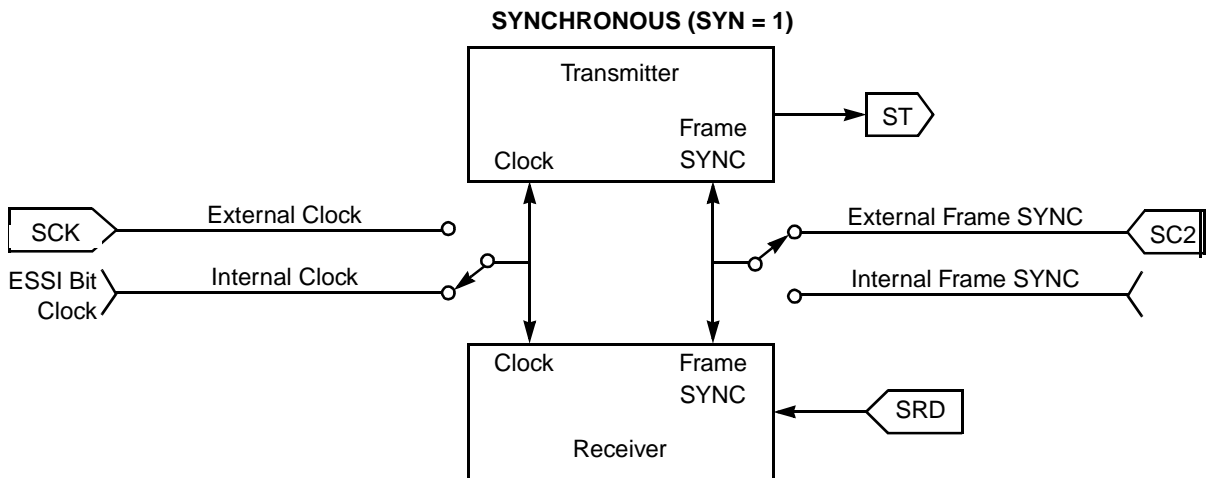 SYNCHRONOUS (SYN = 1)
Transmitter
ST
Frame
SYNC
Clock
External Clock
External Frame SYNC
SCK
SC2
ESSI Bit
Clock
Internal Clock
Internal Frame SYNC
Clock
Frame
SYNC
SRD
Receiver